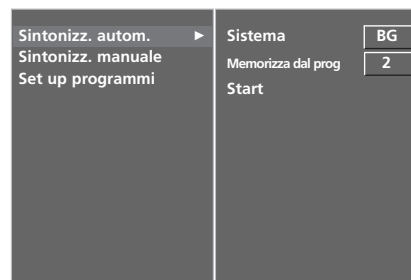 Sintonizz. autom. ►
Sintonizz. manuale
Set up programmi
Sistema BG
Memorizza dal prog 2
Start